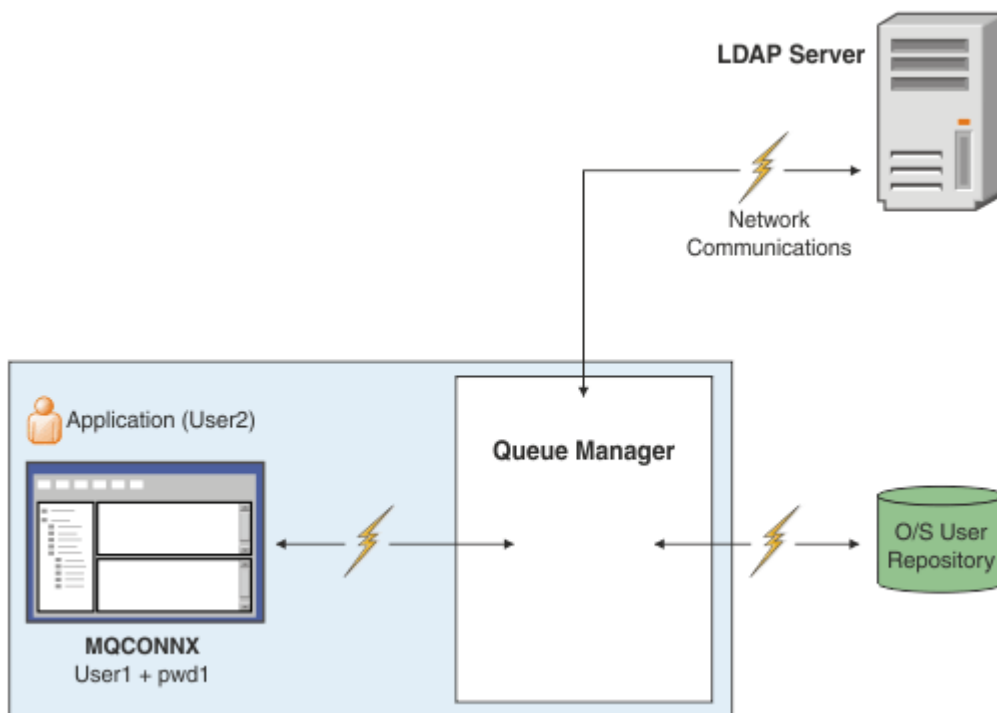 LDAP Server
Network
Communications
Application (User2)
Queue Manager
O/S User
Repository
MQCONNX
User1 + pwd1